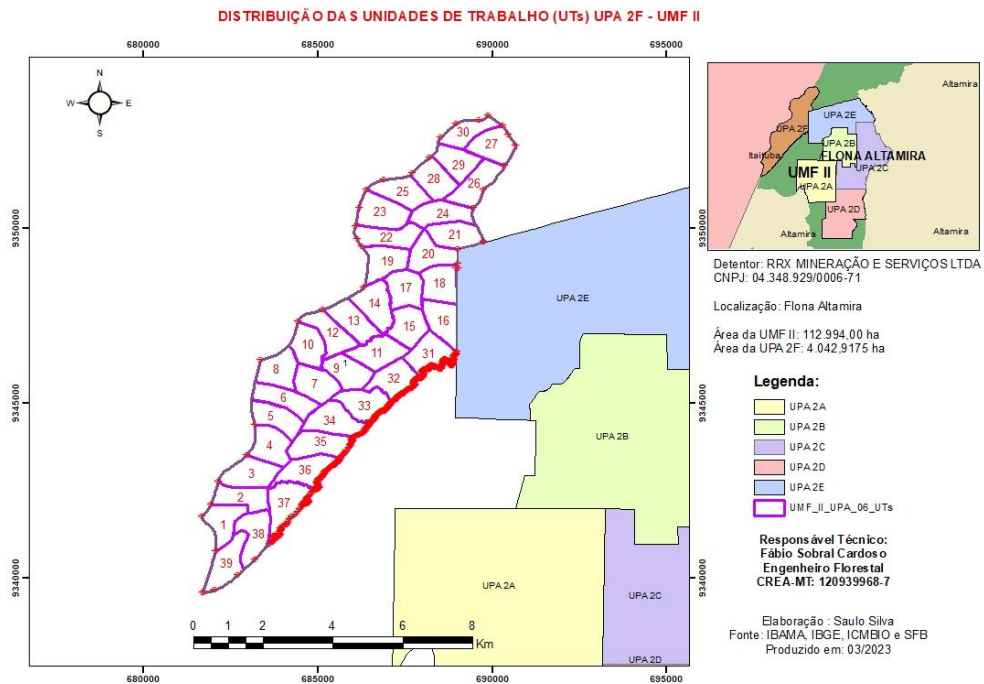 DISTRIBUIÇÃO DAS UNIDADES DE TRABALHO (UTs) UPA 2F - UMF II
680000 685000 690000 695000
N
W E
S
9350000
9345000
9340000
30
27
29
28
26
25
24
23
22
21
20
19
18
17
14
16
13
15
12
10
11
31
9
1
8
32
7
6
33
5
34
4
35
36
3
2
37
1
38
39
UPA 2E
UPA 2B
UPA 2A
UPA 2C
UPA 2D
0 1 2 4 6 8
Km
9350000
9345000
9340000
680000 685000 690000 695000
Altamira
UPA 2E
UPA 2F
UPA 2B
Itaituba
FLONA ALTAMIRA
UMF II
UPA 2C
UPA 2A
UPA 2D
Altamira
Altamira
Detentor: RRX MINERAÇÃO E SERVIÇOS LTDA
CNPJ: 04.348.929/0006-71
Localização: Flona Altamira
Área da UMF II: 112.994,00 ha
Área da UPA 2F: 4.042,9175 ha
Legenda:
UPA 2A
UPA 2B
UPA 2C
UPA 2D
UPA 2E
UMF_II_UPA_06_UTs
Responsável Técnico:
Fábio Sobral Cardoso
Engenheiro Florestal
CREA-MT: 120939968-7
Elaboração : Saulo Silva
Fonte: IBAMA, IBGE, ICMBIO e SFB
Produzido em: 03/2023